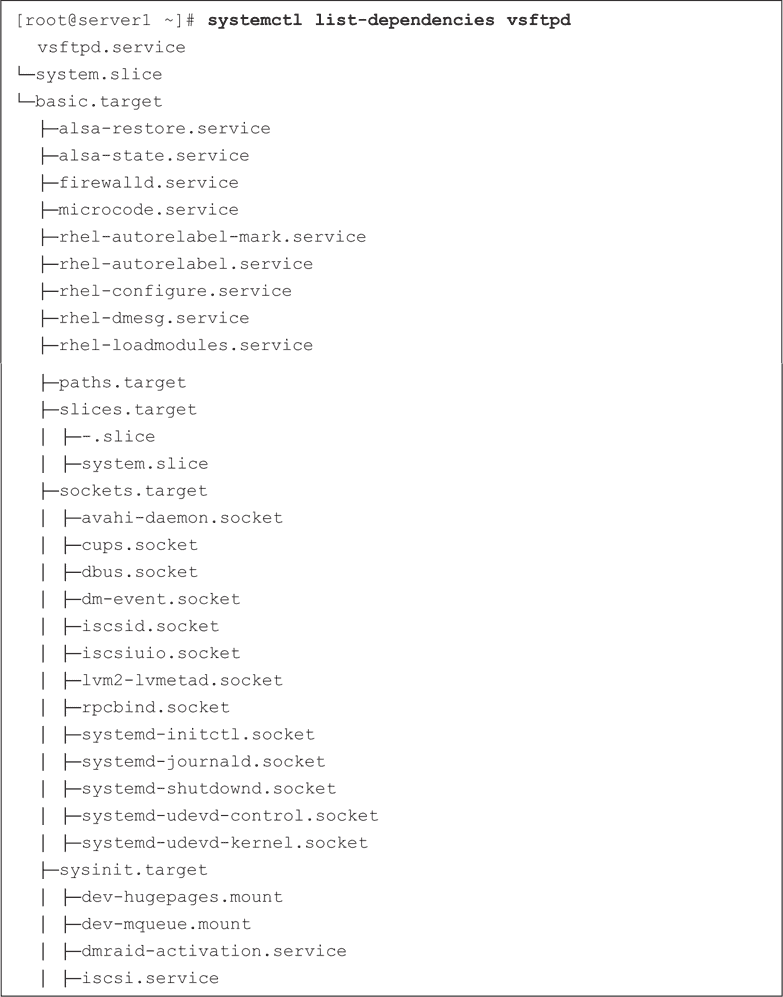 [root@server1 ~]# systemctl list-dependencies vsftpd
vsftpd.service
└─system.slice
└─basic.target
├─alsa-restore.service
├─alsa-state.service
├─firewalld.service
├─microcode.service
├─rhel-autorelabel-mark.service
├─rhel-autorelabel.service
├─rhel-configure.service
├─rhel-dmesg.service
├─rhel-loadmodules.service
├─paths.target
├─slices.target
│ ├─-.slice
│ ├─system.slice
├─sockets.target
│ ├─avahi-daemon.socket
│ ├─cups.socket
│ ├─dbus.socket
│ ├─dm-event.socket
│ ├─iscsid.socket
│ ├─iscsiuio.socket
│ ├─lvm2-lvmetad.socket
│ ├─rpcbind.socket
│ ├─systemd-initctl.socket
│ ├─systemd-journald.socket
│ ├─systemd-shutdownd.socket
│ ├─systemd-udevd-control.socket
│ ├─systemd-udevd-kernel.socket
├─sysinit.target
│ ├─dev-hugepages.mount
│ ├─dev-mqueue.mount
│ ├─dmraid-activation.service
│ ├─iscsi.service